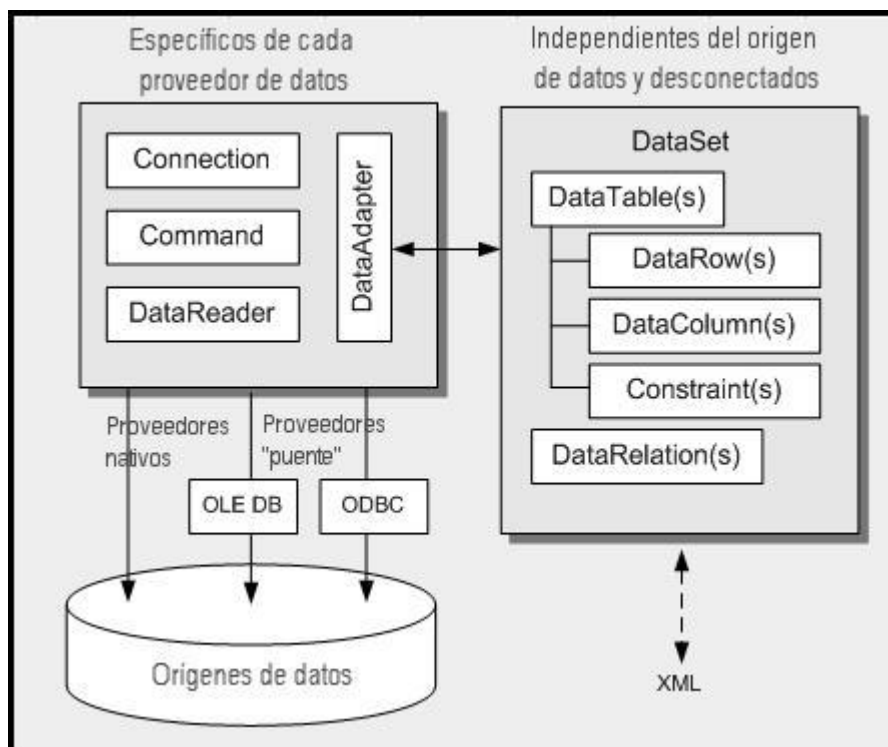 Específicos de cada
proveedor de datos
Connection
Command
DataReader
DataAdapter
Independientes del origen
de datos y desconectados
DataSet
DataTable(s)
DataRow(s)
DataColumn(s)
Constraint(s)
DataRelation(s)
Proveedores
nativos
Proveedores
"puente"
OLE DB
ODBC
Orígenes de datos
XML